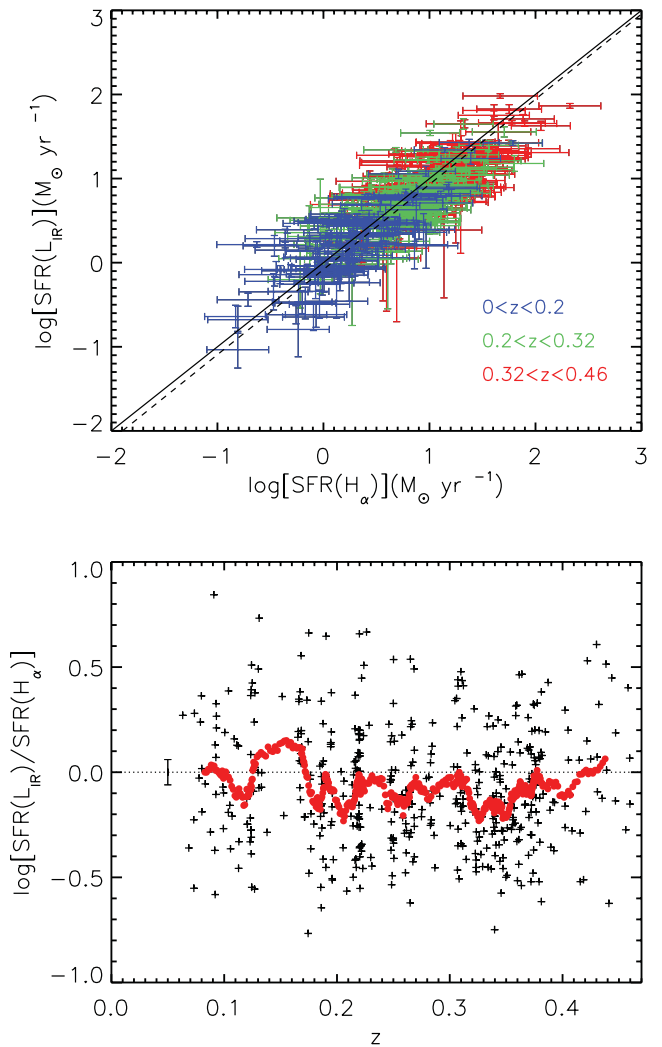 3
2
1
0
−1
−2
log[SFR(L_IR)](M⊙ yr ⁻¹)
0<z<0.2
0.2<z<0.32
0.32<z<0.46
−2 −1 0 1 2 3
log[SFR(H_α)](M⊙ yr ⁻¹)
1.0
0.5
0.0
−0.5
−1.0
log[SFR(L_IR)/SFR(H_α)]
0.0 0.1 0.2 0.3 0.4
z